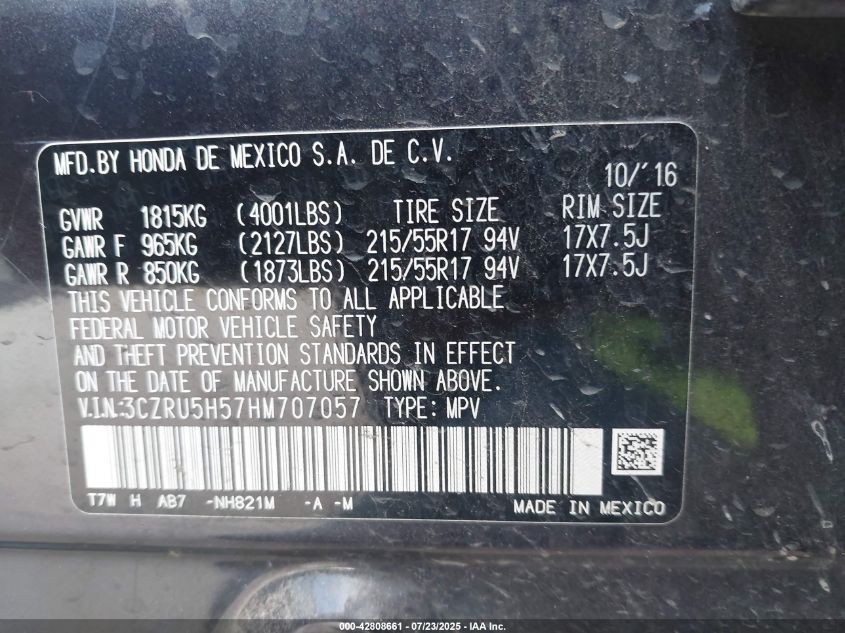 MFD.BY HONDA DE MEXICO S.A. DE C.V.
10/'16
GVWR 1815KG (4001LBS) TIRE SIZE RIM SIZE
GAWR F 965KG (2127LBS) 215/55R17 94V 17X7.5J
GAWR R 850KG (1873LBS) 215/55R17 94V 17X7.5J
THIS VEHICLE CONFORMS TO ALL APPLICABLE
FEDERAL MOTOR VEHICLE SAFETY
AND THEFT PREVENTION STANDARDS IN EFFECT
ON THE DATE OF MANUFACTURE SHOWN ABOVE.
V.I.N.:3CZRU5H57HM707057 TYPE: MPV
T7W H AB7 -NH821M -A -M MADE IN MEXICO
000-42808661 - 07/23/2025 - IAA Inc.